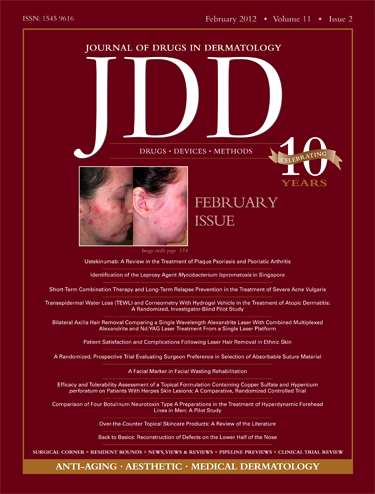 ISSN: 1545 9616
February 2012 • Volume 11 • Issue 2
JOURNAL OF DRUGS IN DERMATOLOGY
JDD
DRUGS • DEVICES • METHODS
CELEBRATING
10
YEARS
FEBRUARY
ISSUE
Image on/in page 154
Ustekinumab: A Review in the Treatment of Plaque Psoriasis and Psoriatic Arthritis
Identification of the Leprosy Agent Mycobacterium lepromatosis in Singapore
Short-Term Combination Therapy and Long-Term Relapse Prevention in the Treatment of Severe Acne Vulgaris
Transepidermal Water Loss (TEWL) and Corneometry With Hydrogel Vehicle in the Treatment of Atopic Dermatitis:
A Randomized, Investigator-Blind Pilot Study
Bilateral Axilla Hair Removal Comparing a Single Wavelength Alexandrite Laser With Combined Multiplexed
Alexandrite and Nd:YAG Laser Treatment From a Single Laser Platform
Patient Satisfaction and Complications Following Laser Hair Removal in Ethnic Skin
A Randomized, Prospective Trial Evaluating Surgeon Preference in Selection of Absorbable Suture Material
A Facial Marker in Facial Wasting Rehabilitation
Efficacy and Tolerability Assessment of a Topical Formulation Containing Copper Sulfate and Hypericum
perforatum on Patients With Herpes Skin Lesions: A Comparative, Randomized Controlled Trial
Comparison of Four Botulinum Neurotoxin Type A Preparations in the Treatment of Hyperdynamic Forehead
Lines in Men: A Pilot Study
Over-the-Counter Topical Skincare Products: A Review of the Literature
Back to Basics: Reconstruction of Defects on the Lower Half of the Nose
SURGICAL CORNER • RESIDENT ROUNDS • NEWS, VIEWS & REVIEWS • PIPELINE PREVIEWS • CLINICAL TRIAL REVIEW
ANTI-AGING • AESTHETIC • MEDICAL DERMATOLOGY